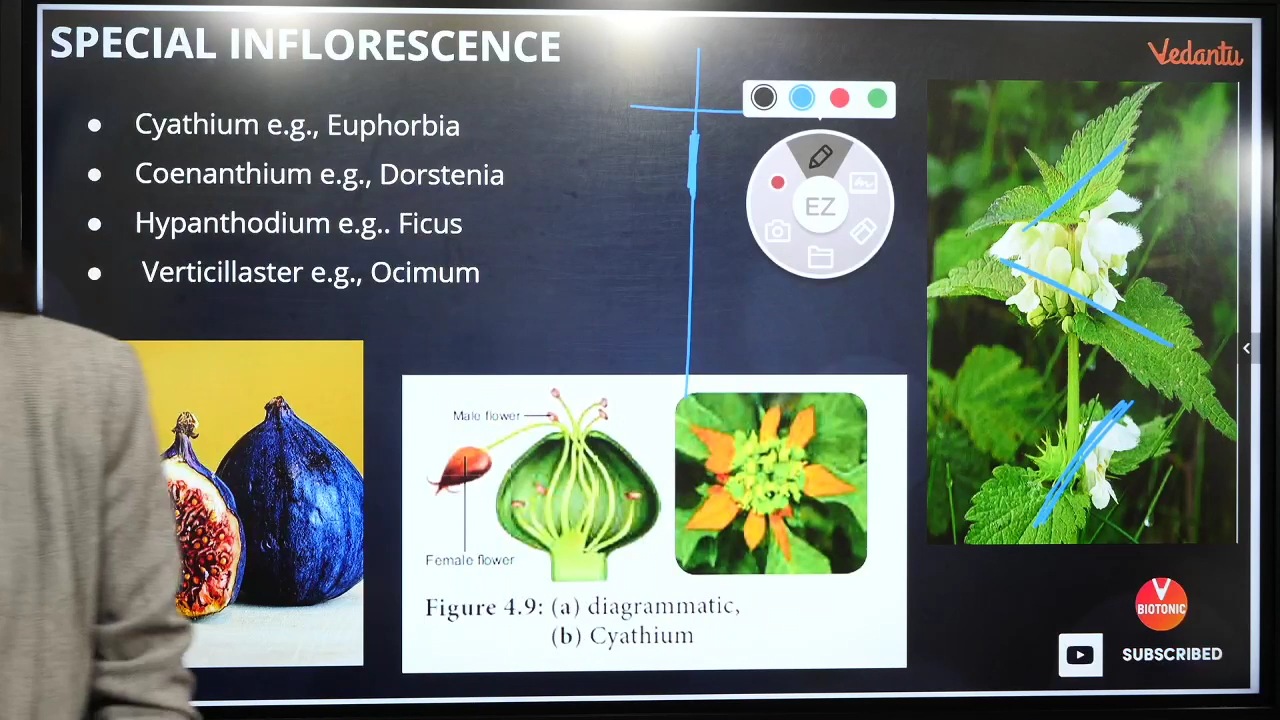 SPECIAL INFLORESCENCE
Vedantu
● Cyathium e.g., Euphorbia
● Coenanthium e.g., Dorstenia
● Hypanthodium e.g.. Ficus
● Verticillaster e.g., Ocimum
EZ
Male flower
Female flower
Figure 4.9: (a) diagrammatic,
(b) Cyathium
V
BIOTONIC
SUBSCRIBED